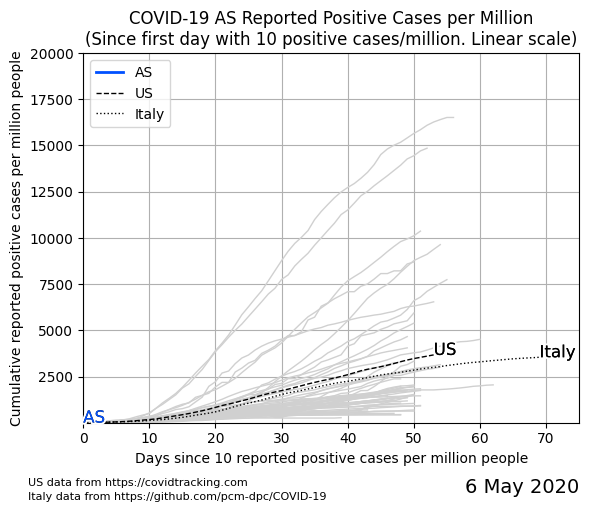 COVID-19 AS Reported Positive Cases per Million
(Since first day with 10 positive cases/million. Linear scale)
Cumulative reported positive cases per million people
20000
17500
15000
12500
10000
7500
5000
2500
AS
US
Italy
US
Italy
AS
0 10 20 30 40 50 60 70
Days since 10 reported positive cases per million people
US data from https://covidtracking.com
Italy data from https://github.com/pcm-dpc/COVID-19
6 May 2020